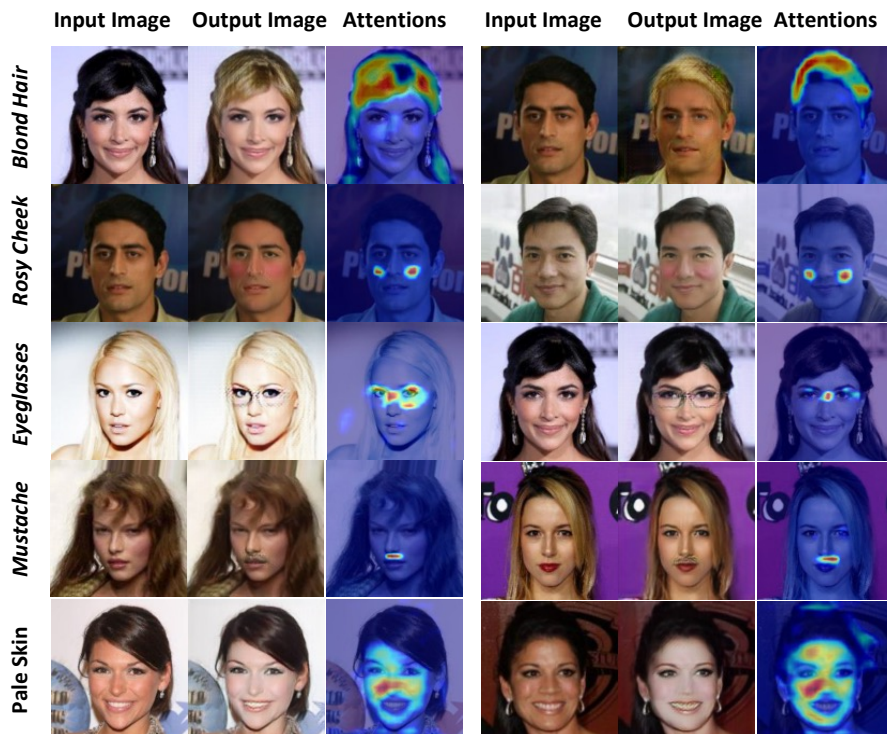 Input Image Output Image Attentions Input Image Output Image Attentions
Blond Hair
Rosy Cheek
Eyeglasses
Mustache
Pale Skin